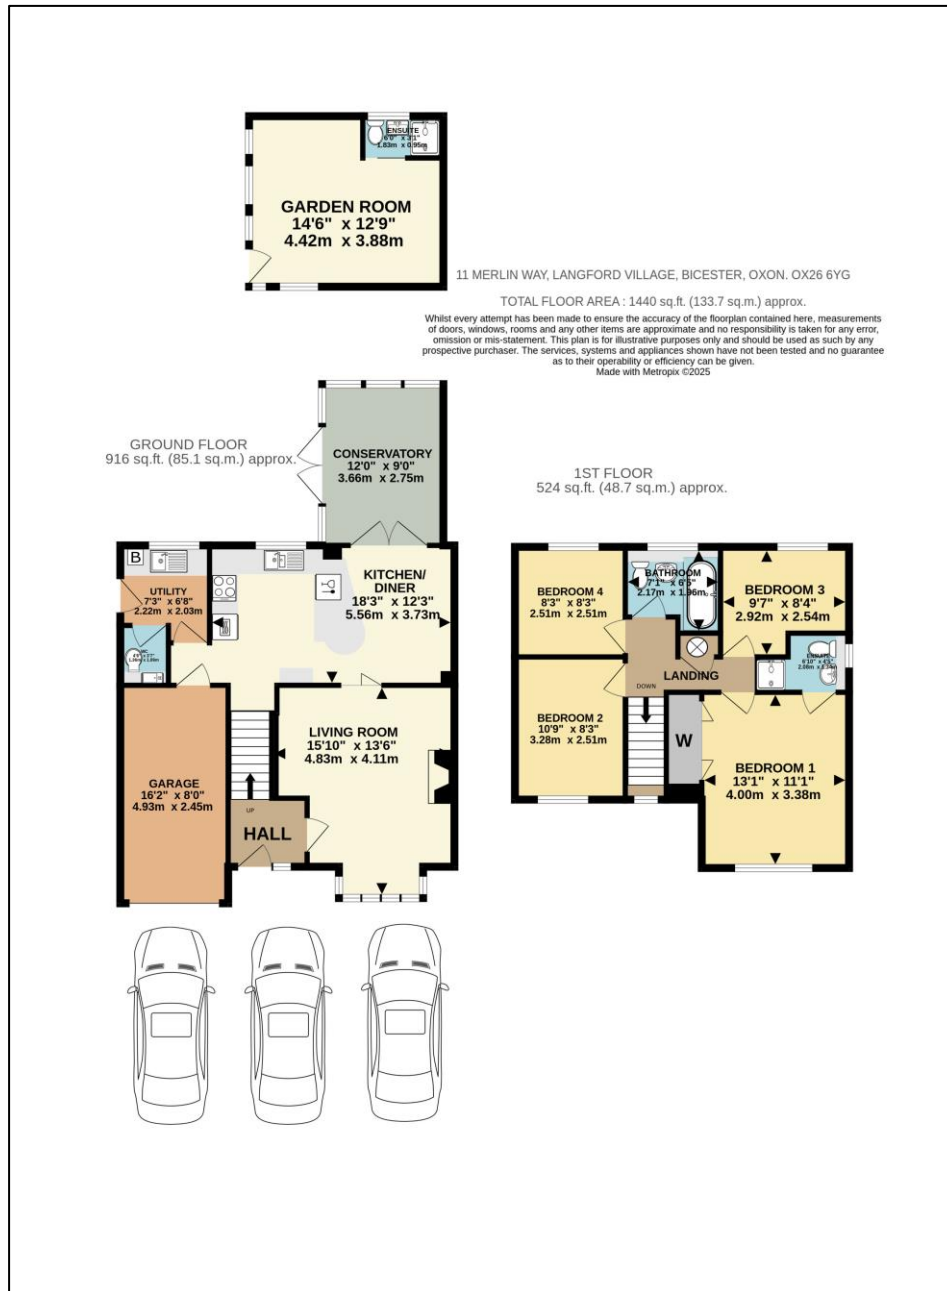 ENSUITE
6'0" x 3'1"
1.83m x 0.95m
GARDEN ROOM
14'6" x 12'9"
4.42m x 3.88m
11 MERLIN WAY, LANGFORD VILLAGE, BICESTER, OXON. OX26 6YG
TOTAL FLOOR AREA : 1440 sq.ft. (133.7 sq.m.) approx.
Whilst every attempt has been made to ensure the accuracy of the floorplan contained here, measurements
of doors, windows, rooms and any other items are approximate and no responsibility is taken for any error,
omission or mis-statement. This plan is for illustrative purposes only and should be used as such by any
prospective purchaser. The services, systems and appliances shown have not been tested and no guarantee
as to their operability or efficiency can be given.
Made with Metropix ©2025
GROUND FLOOR
916 sq.ft. (85.1 sq.m.) approx.
CONSERVATORY
12'0" x 9'0"
3.66m x 2.75m
B
UTILITY
7'3" x 6'8"
2.22m x 2.03m
KITCHEN/
DINER
18'3" x 12'3"
5.56m x 3.73m
WC
LIVING ROOM
15'10" x 13'6"
4.83m x 4.11m
GARAGE
16'2" x 8'0"
4.93m x 2.45m
UP
HALL
1ST FLOOR
524 sq.ft. (48.7 sq.m.) approx.
BATHROOM
7'1" x 6'5"
2.17m x 1.96m
BEDROOM 4
8'3" x 8'3"
2.51m x 2.51m
BEDROOM 3
9'7" x 8'4"
2.92m x 2.54m
ENSUITE
LANDING
DOWN
BEDROOM 2
10'9" x 8'3"
3.28m x 2.51m
W
BEDROOM 1
13'1" x 11'1"
4.00m x 3.38m